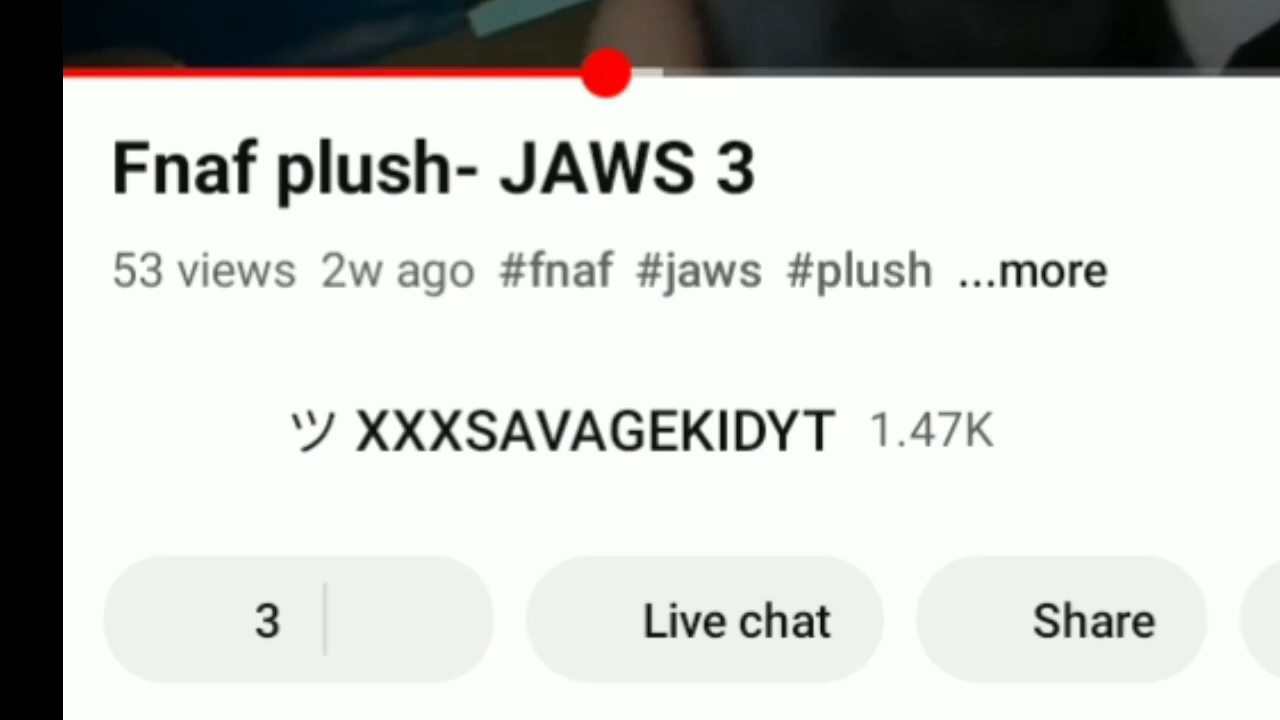 Fnaf plush- JAWS 3
53 views 2w ago #fnaf #jaws #plush ...more
ツ XXXSAVAGEKIDYT 1.47K
3 Live chat Share